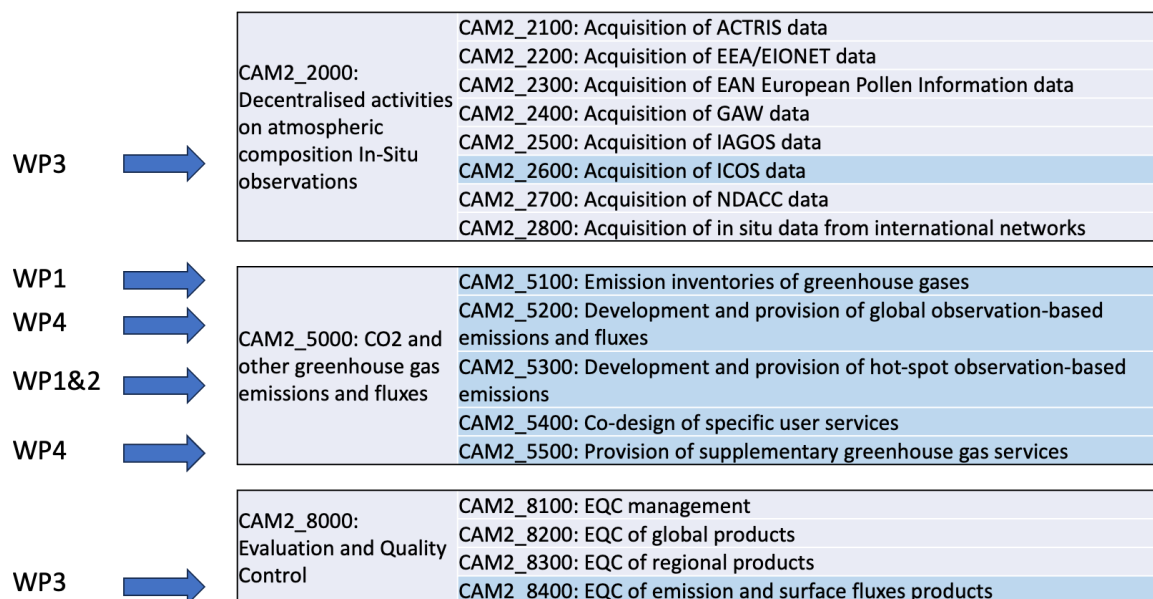 CAM2_2000:
Decentralised activities
on atmospheric
composition In-Situ
observations
CAM2_2100: Acquisition of ACTRIS data
CAM2_2200: Acquisition of EEA/EIONET data
CAM2_2300: Acquisition of EAN European Pollen Information data
CAM2_2400: Acquisition of GAW data
CAM2_2500: Acquisition of IAGOS data
CAM2_2600: Acquisition of ICOS data
CAM2_2700: Acquisition of NDACC data
CAM2_2800: Acquisition of in situ data from international networks
WP3
WP1
WP4
WP1&2
WP4
CAM2_5000: CO2 and
other greenhouse gas
emissions and fluxes
CAM2_5100: Emission inventories of greenhouse gases
CAM2_5200: Development and provision of global observation-based
emissions and fluxes
CAM2_5300: Development and provision of hot-spot observation-based
emissions
CAM2_5400: Co-design of specific user services
CAM2_5500: Provision of supplementary greenhouse gas services
CAM2_8000:
Evaluation and Quality
Control
CAM2_8100: EQC management
CAM2_8200: EQC of global products
CAM2_8300: EQC of regional products
CAM2_8400: EQC of emission and surface fluxes products
WP3